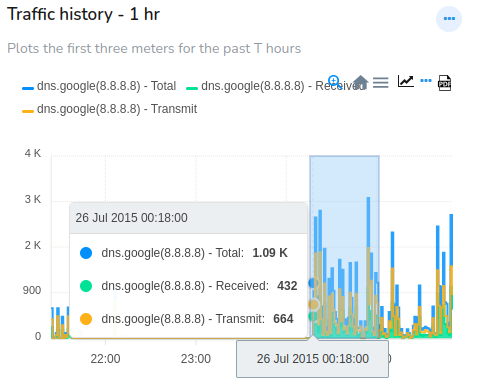 Traffic history - 1 hr
Plots the first three meters for the past T hours
dns.google(8.8.8.8) - Total dns.google(8.8.8.8) - Received
dns.google(8.8.8.8) - Transmit
PDF
4 K
3 K
2 K
900
0
26 Jul 2015 00:18:00
dns.google(8.8.8.8) - Total: 1.09 K
dns.google(8.8.8.8) - Received: 432
dns.google(8.8.8.8) - Transmit: 664
22:00 23:00
26 Jul 2015 00:18:00